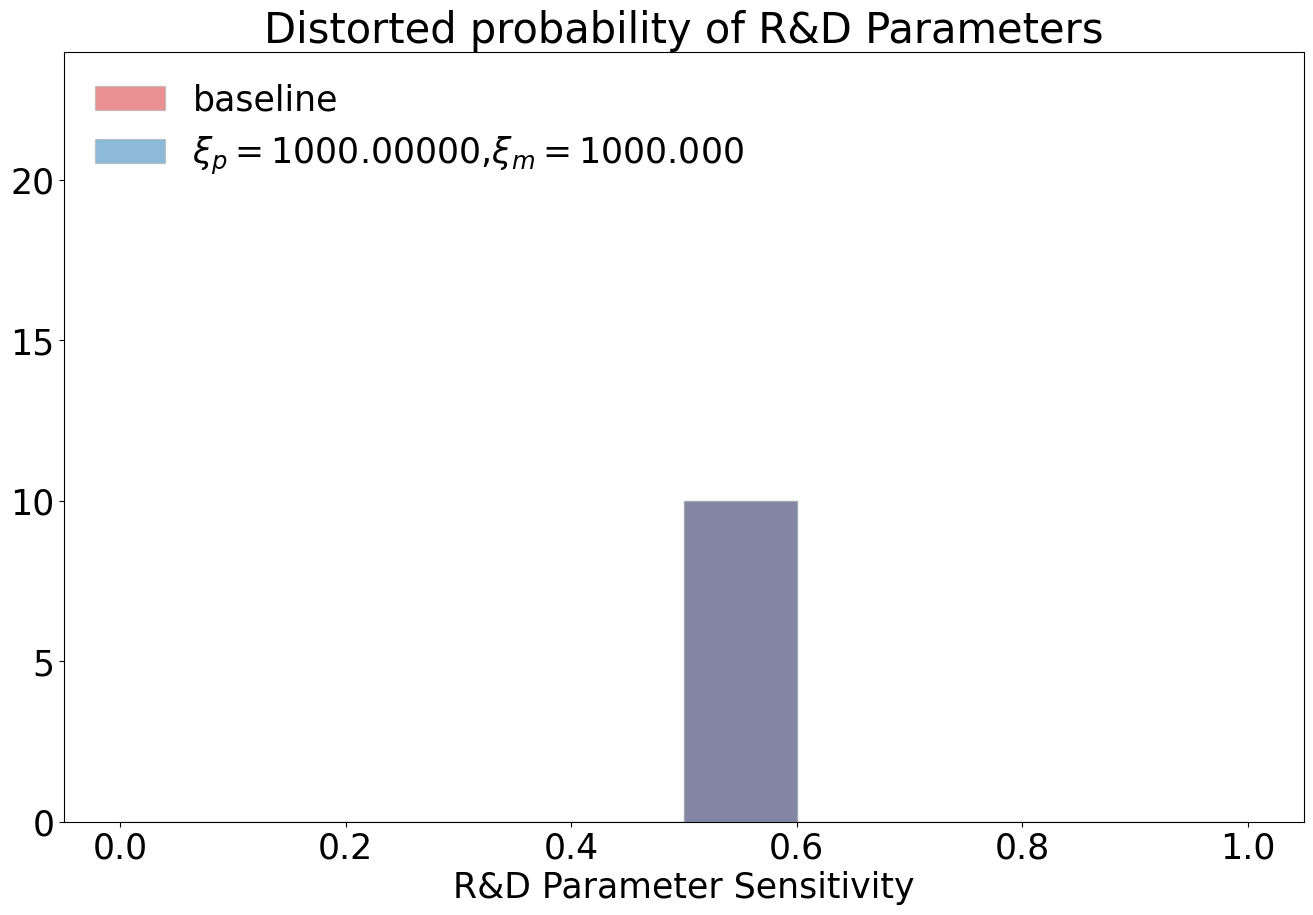 Distorted probability of R&D Parameters
baseline
ξp = 1000.00000,ξm = 1000.000
20
15
10
5
0
0.0 0.2 0.4 0.6 0.8 1.0
R&D Parameter Sensitivity